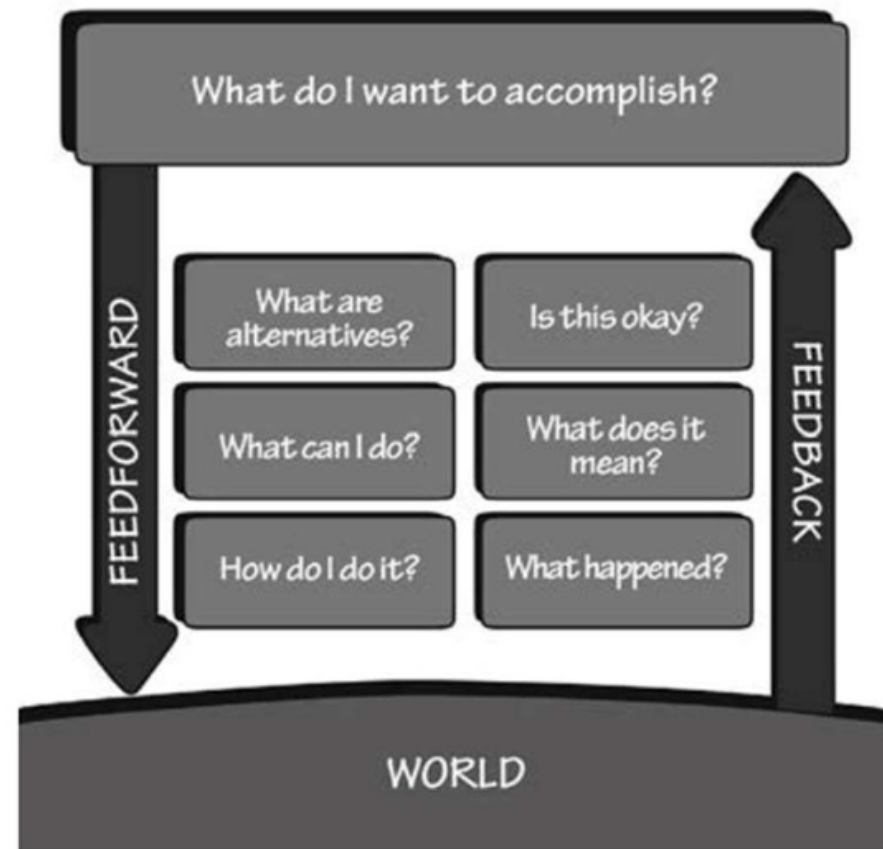 What do I want to accomplish?
FEEDFORWARD
What are
alternatives?
What can I do?
How do I do it?
Is this okay?
What does it
mean?
What happened?
FEEDBACK
WORLD